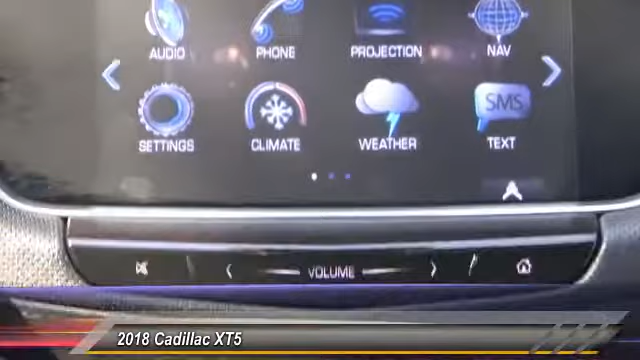 AUDIO PHONE PROJECTION NAV
SMS
SETTINGS CLIMATE WEATHER TEXT
VOLUME
2018 Cadillac XT5